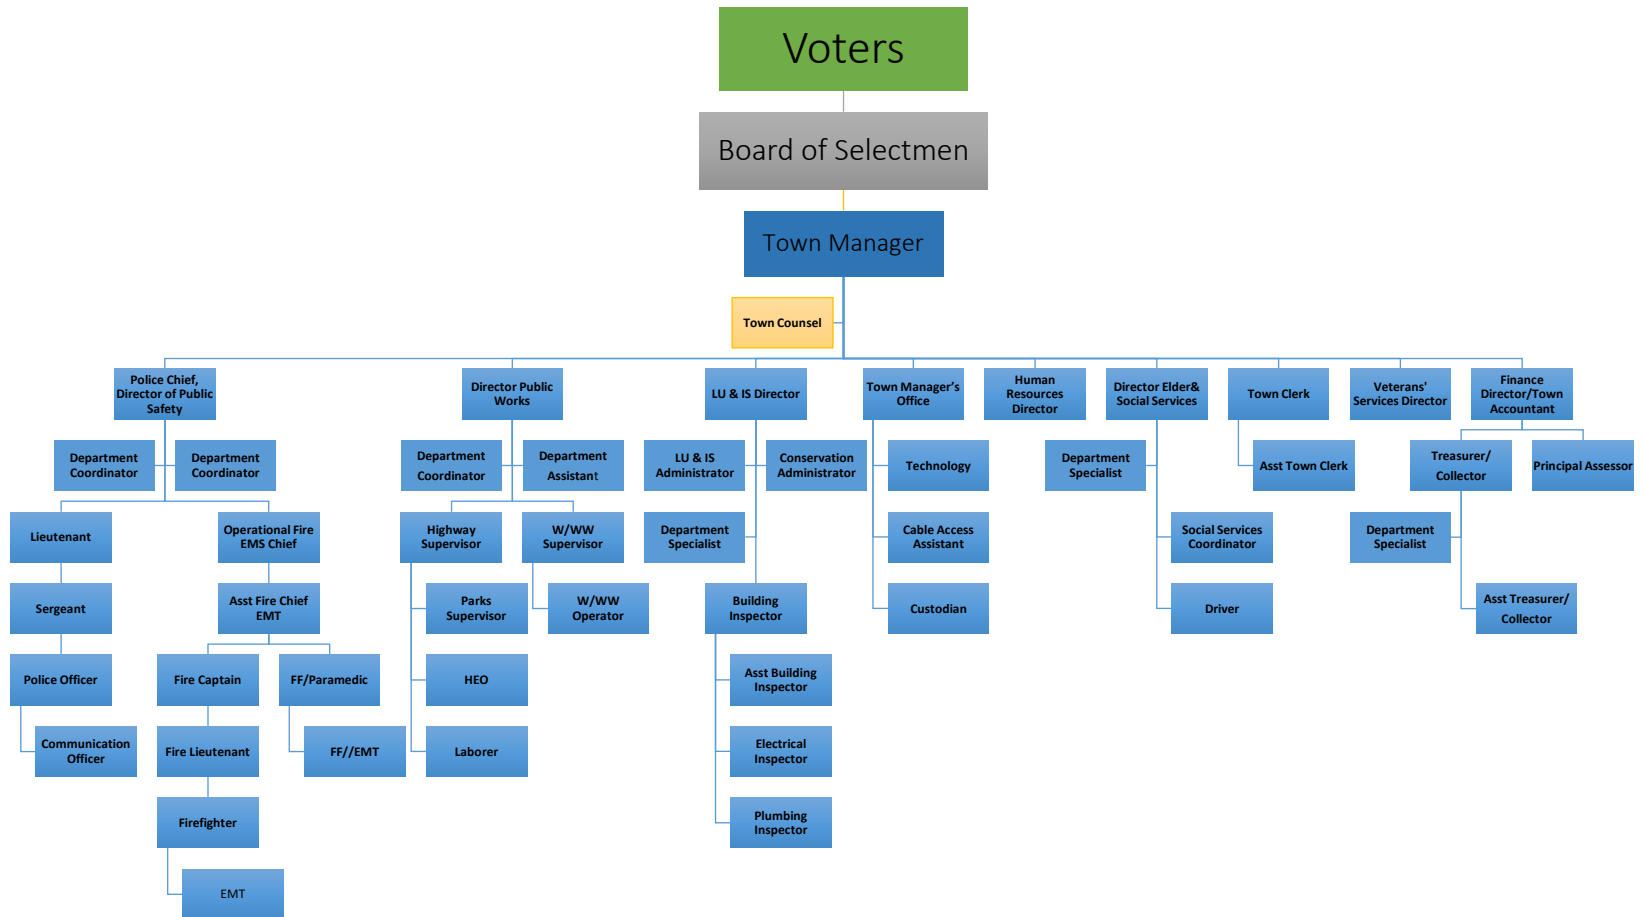 Voters
Board of Selectmen
Town Manager
Town Counsel
Police Chief,
Director of Public
Safety
Director Public
Works
LU & IS Director
Town Manager's
Office
Human
Resources
Director
Director Elder&
Social Services
Town Clerk
Veterans'
Services Director
Finance
Director/Town
Accountant
Department
Coordinator
Department
Coordinator
Department
Coordinator
Department
Assistant
LU & IS
Administrator
Conservation
Administrator
Technology
Department
Specialist
Asst Town Clerk
Treasurer/
Collector
Principal Assessor
Lieutenant
Operational Fire
EMS Chief
Highway
Supervisor
W/WW
Supervisor
Department
Specialist
Cable Access
Assistant
Social Services
Coordinator
Department
Specialist
Sergeant
Asst Fire Chief
EMT
Parks
Supervisor
W/WW
Operator
Building
Inspector
Custodian
Driver
Asst Treasurer/
Collector
Police Officer
Fire Captain
FF/Paramedic
HEO
Asst Building
Inspector
Communication
Officer
Fire Lieutenant
FF//EMT
Laborer
Electrical
Inspector
Firefighter
Plumbing
Inspector
EMT